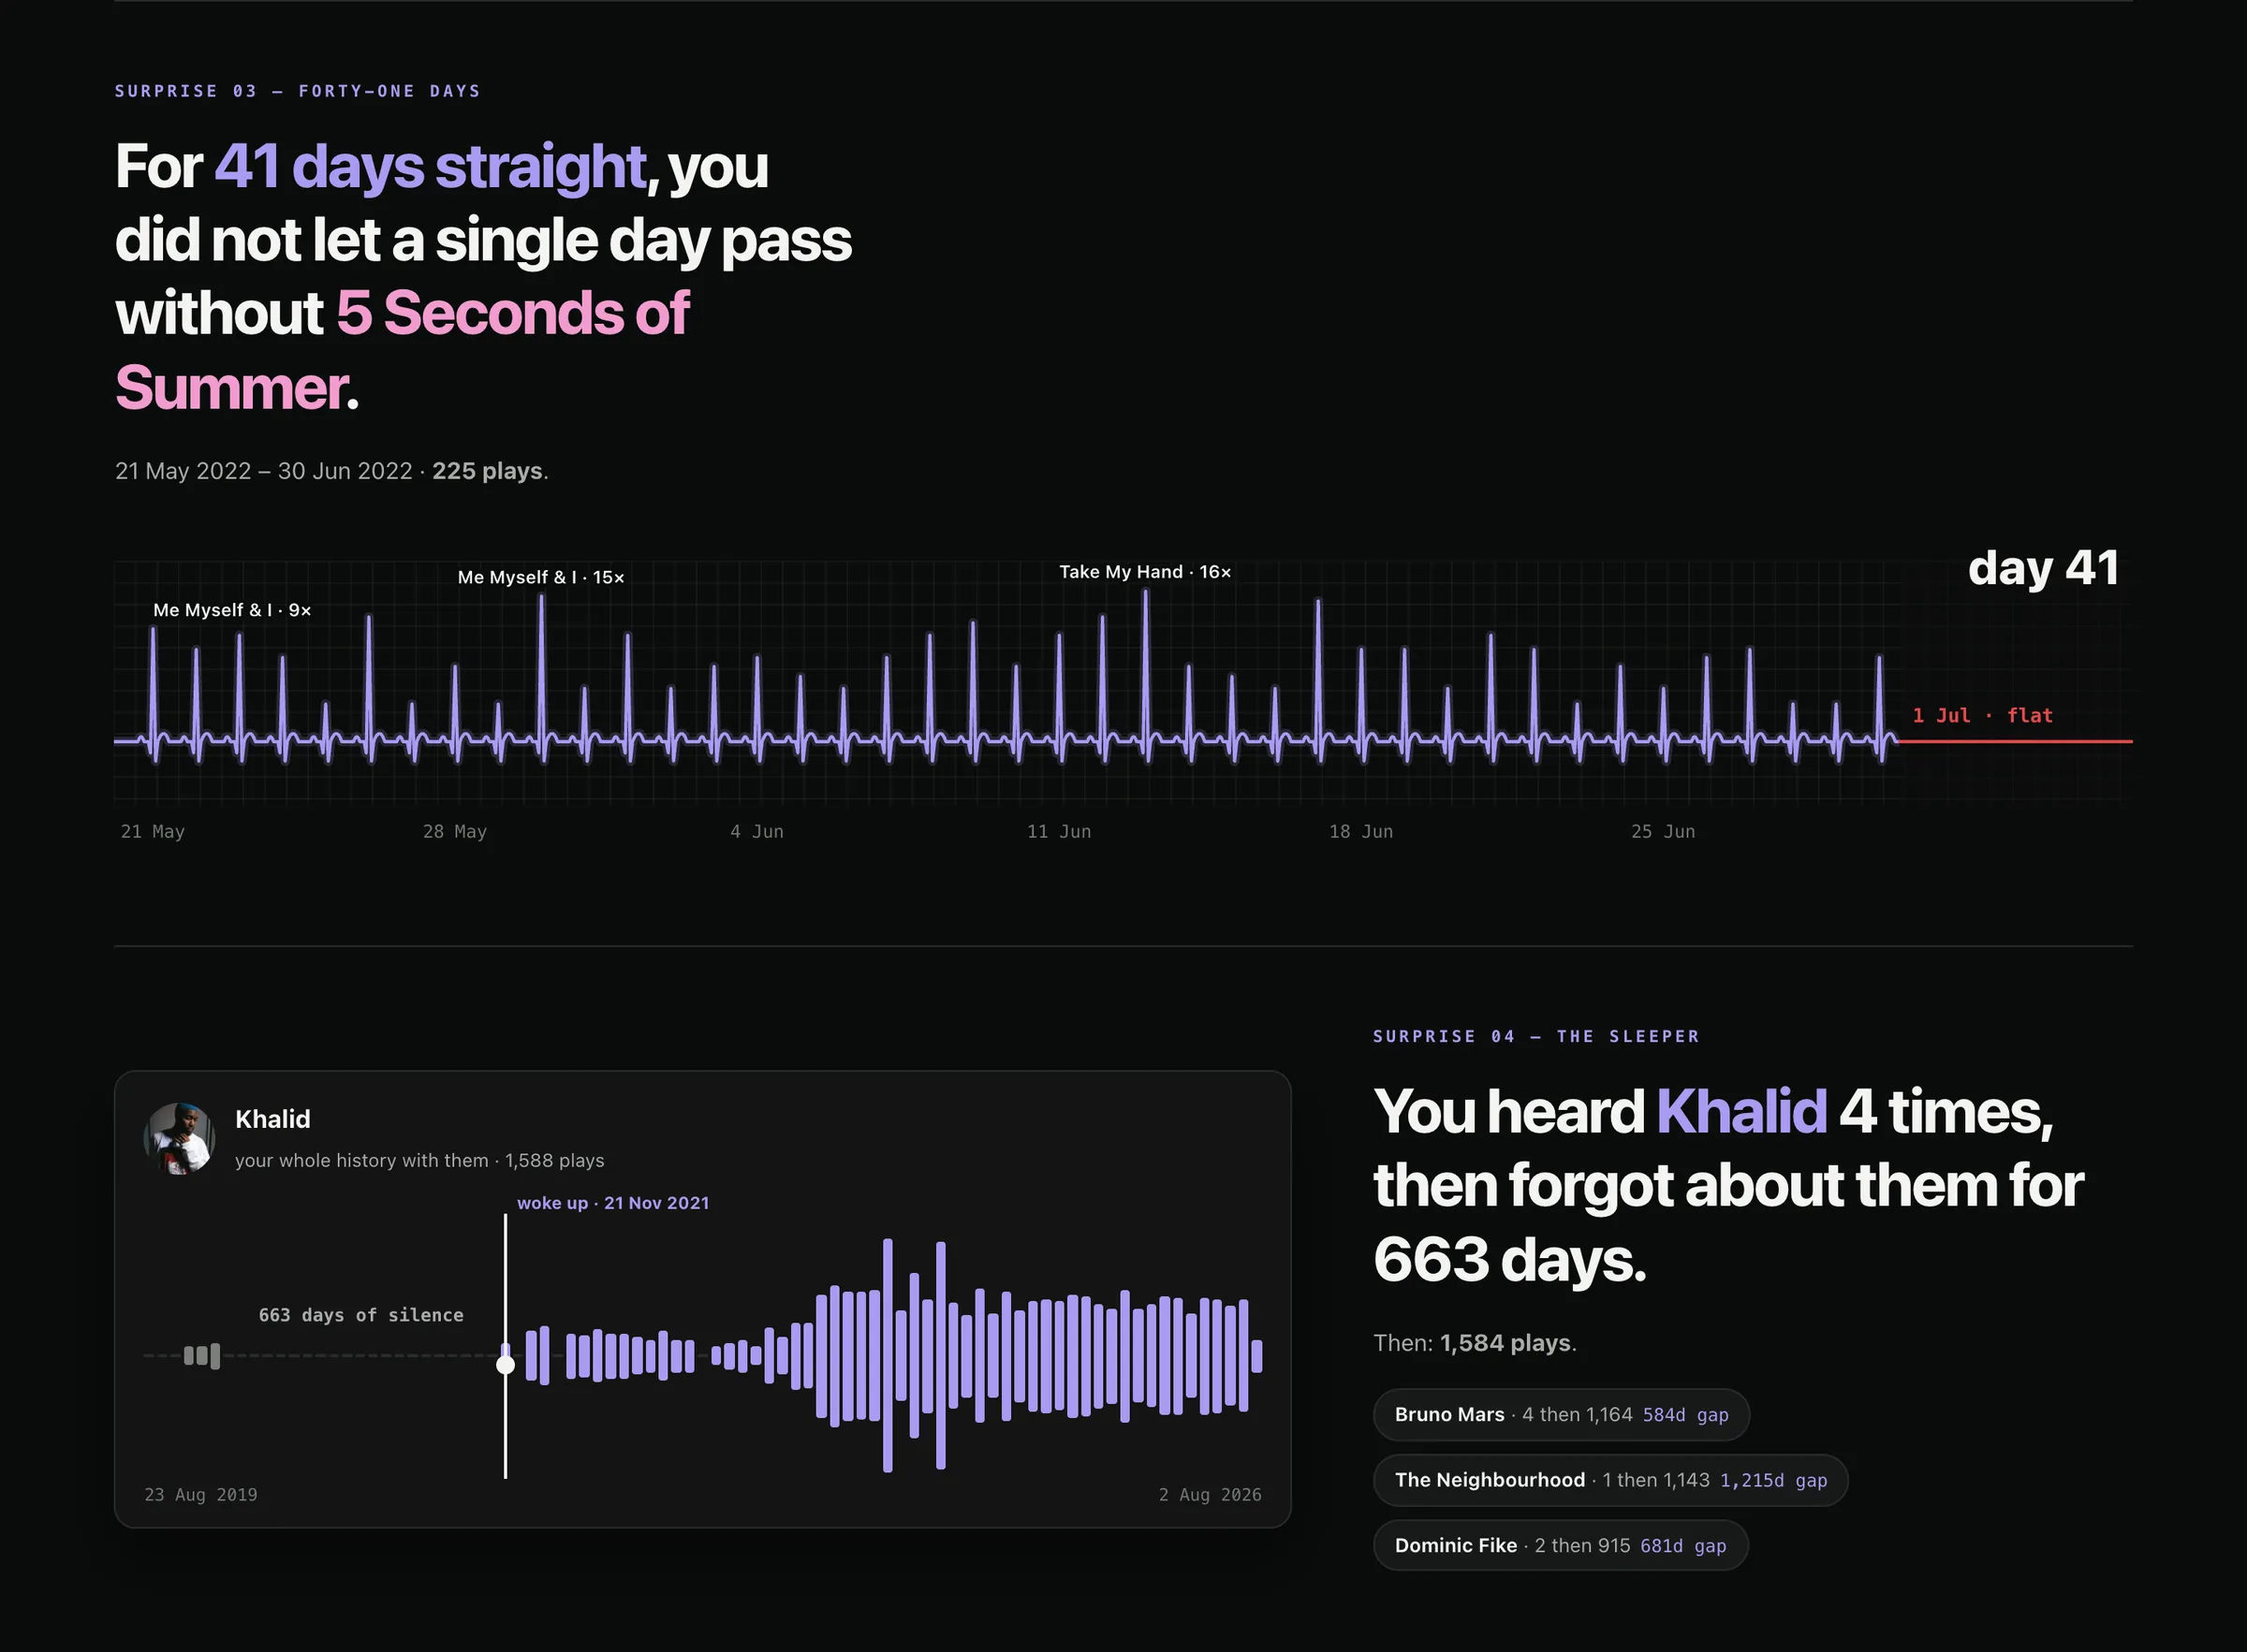 SURPRISE 03 — FORTY-ONE DAYS
For 41 days straight, you
did not let a single day pass
without 5 Seconds of
Summer.
21 May 2022 – 30 Jun 2022 · 225 plays.
day 41
Me Myself & I · 9×
Me Myself & I · 15×
Take My Hand · 16×
1 Jul · flat
21 May
28 May
4 Jun
11 Jun
18 Jun
25 Jun
Khalid
your whole history with them · 1,588 plays
woke up · 21 Nov 2021
663 days of silence
23 Aug 2019
2 Aug 2026
SURPRISE 04 — THE SLEEPER
You heard Khalid 4 times,
then forgot about them for
663 days.
Then: 1,584 plays.
Bruno Mars · 4 then 1,164 584d gap
The Neighbourhood · 1 then 1,143 1,215d gap
Dominic Fike · 2 then 915 681d gap